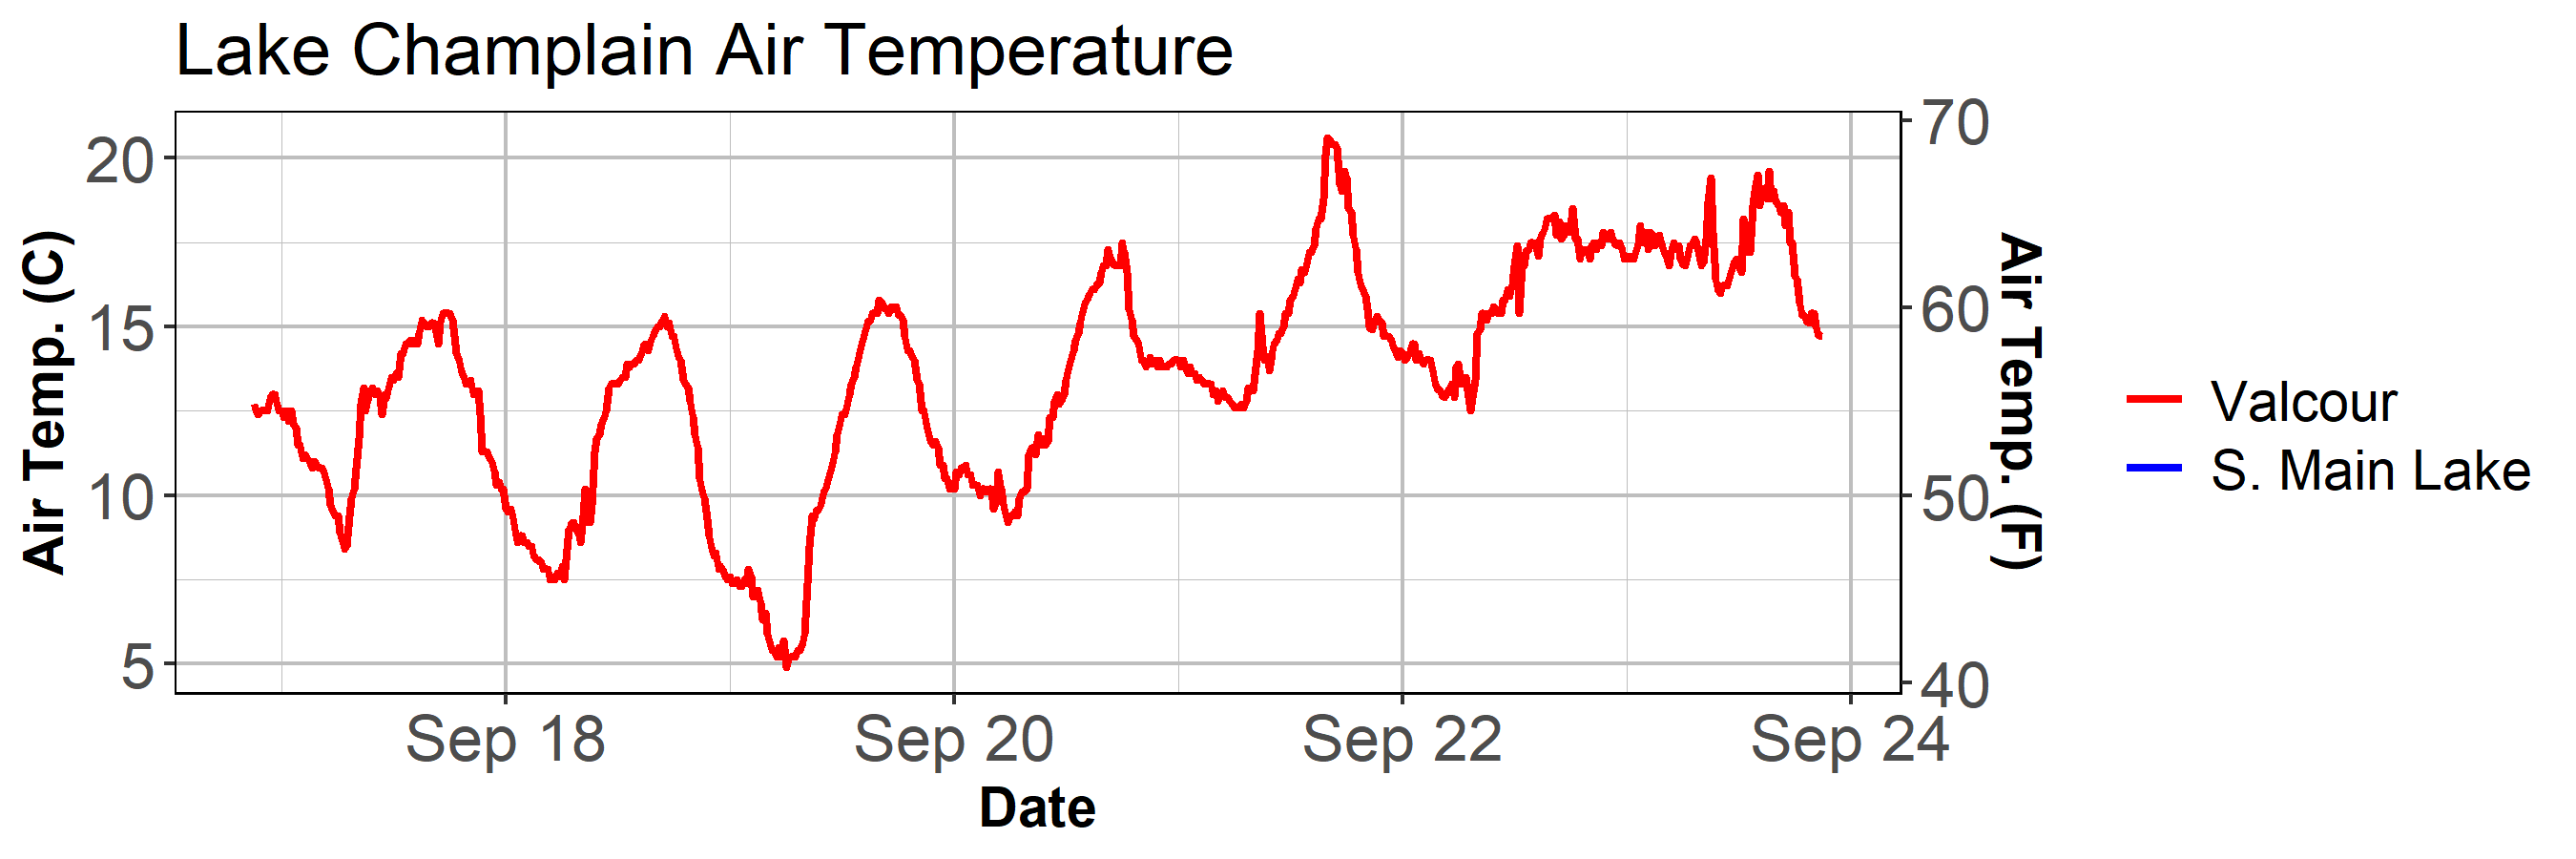 Lake Champlain Air Temperature
Air Temp. (C)
20
15
10
5
70
60
50
40
Air Temp. (F)
Sep 18
Sep 20
Sep 22
Sep 24
Date
Valcour
S. Main Lake